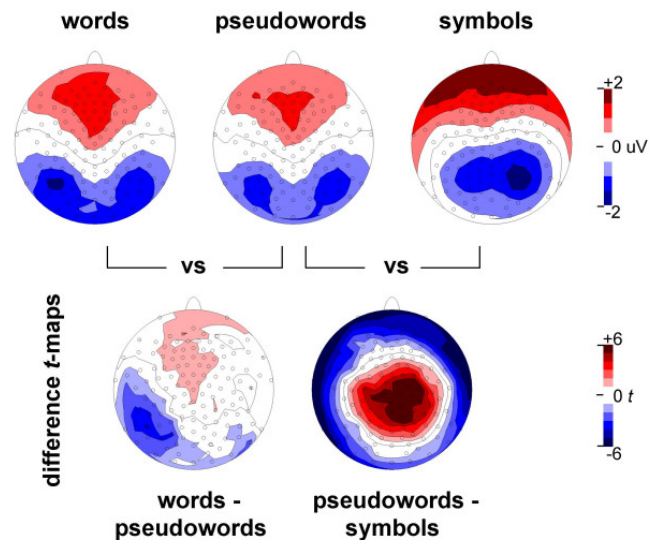 words pseudowords symbols
+2
0 uV
-2
vs vs
difference t-maps
+6
0 t
-6
words - pseudowords -
pseudowords symbols